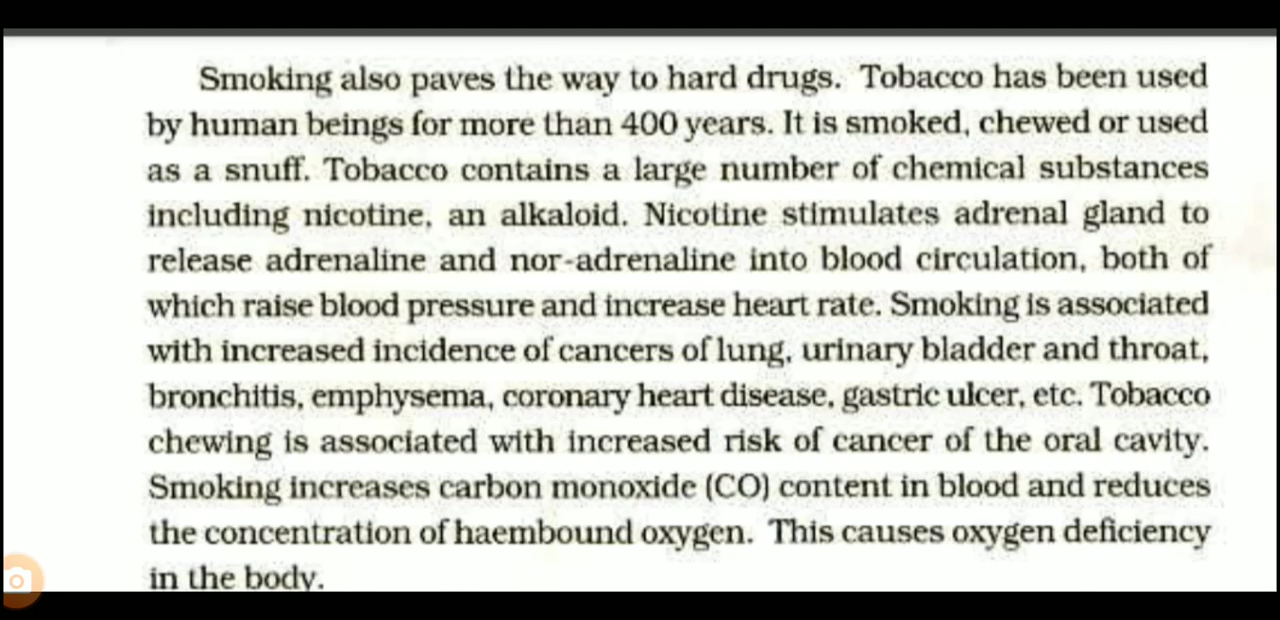 Smoking also paves the way to hard drugs. Tobacco has been used
by human beings for more than 400 years. It is smoked, chewed or used
as a snuff. Tobacco contains a large number of chemical substances
including nicotine, an alkaloid. Nicotine stimulates adrenal gland to
release adrenaline and nor-adrenaline into blood circulation, both of
which raise blood pressure and increase heart rate. Smoking is associated
with increased incidence of cancers of lung, urinary bladder and throat,
bronchitis, emphysema, coronary heart disease, gastric ulcer, etc. Tobacco
chewing is associated with increased risk of cancer of the oral cavity.
Smoking increases carbon monoxide (CO) content in blood and reduces
the concentration of haembound oxygen. This causes oxygen deficiency
in the body.